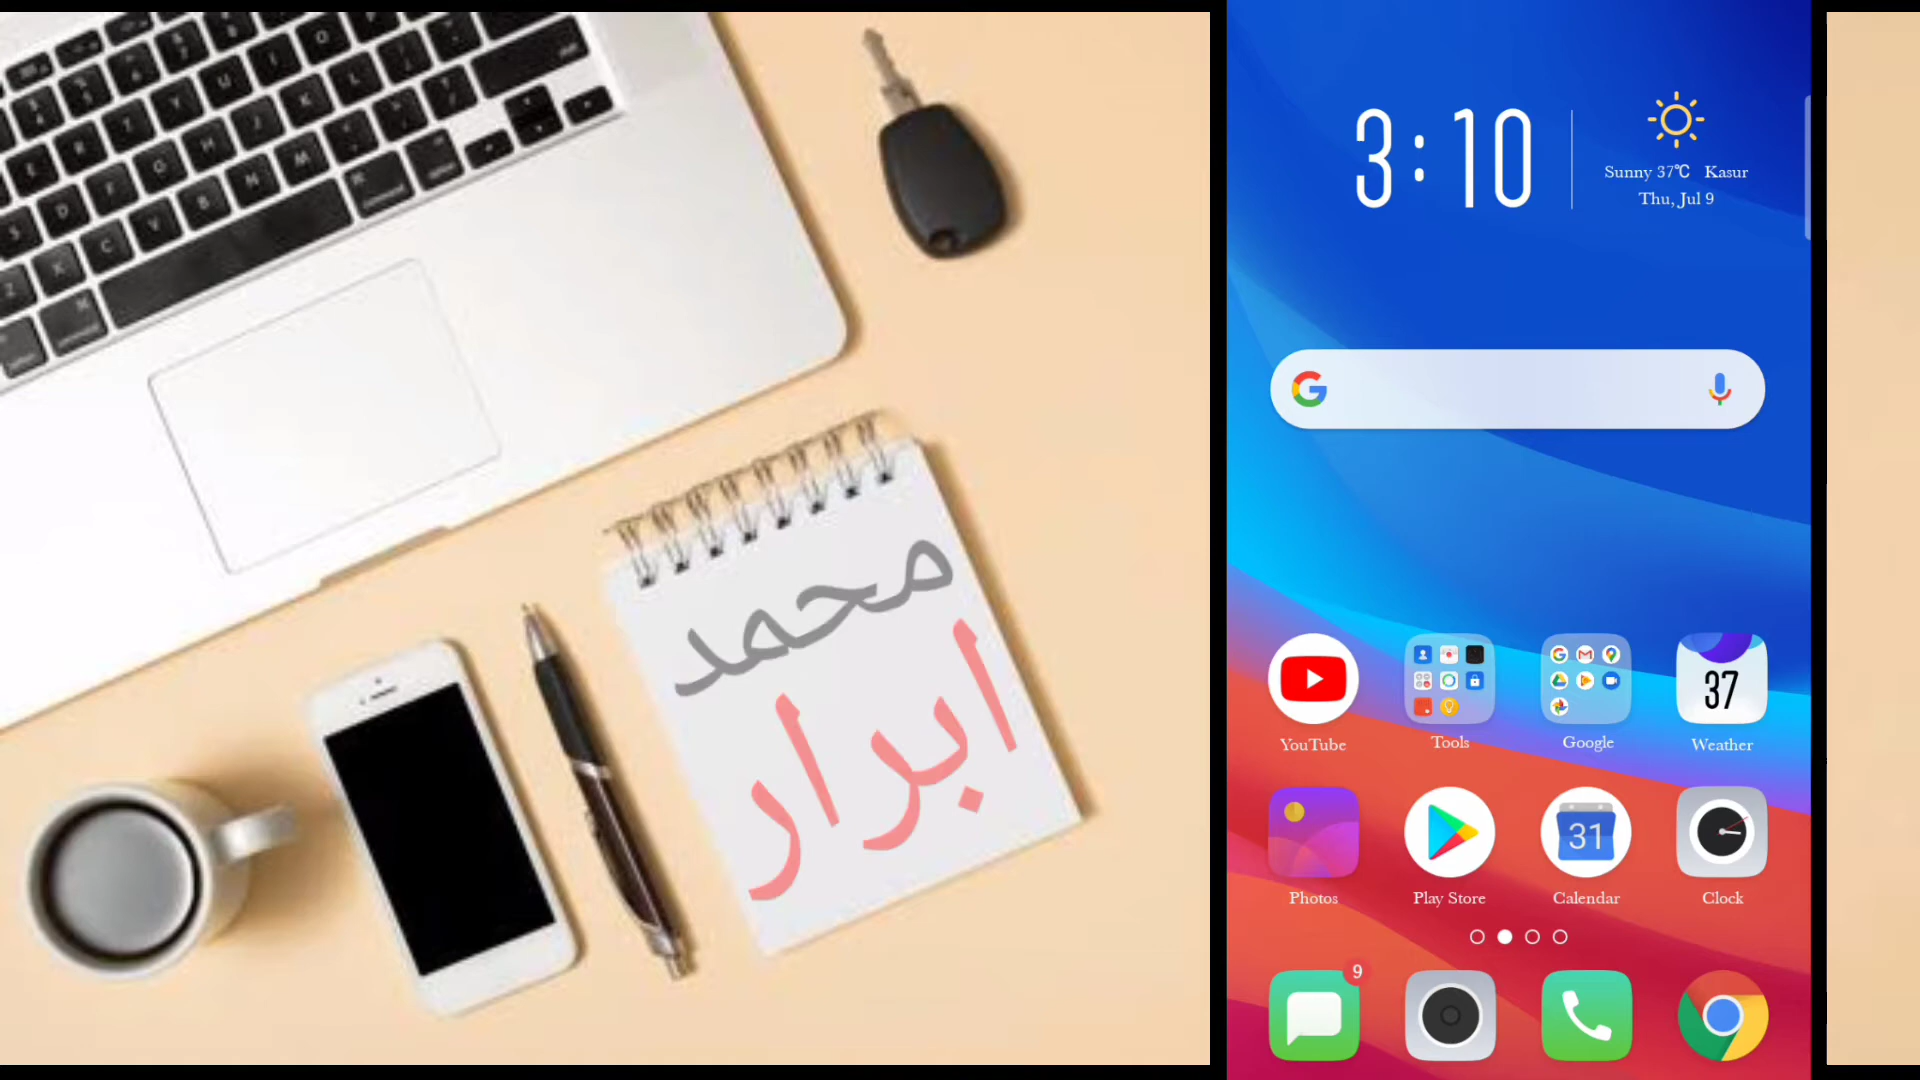 محمد
ابرار
3:10
Sunny 37℃ Kasur
Thu, Jul 9
37
YouTube
Tools
Google
Weather
31
Photos
Play Store
Calendar
Clock
9